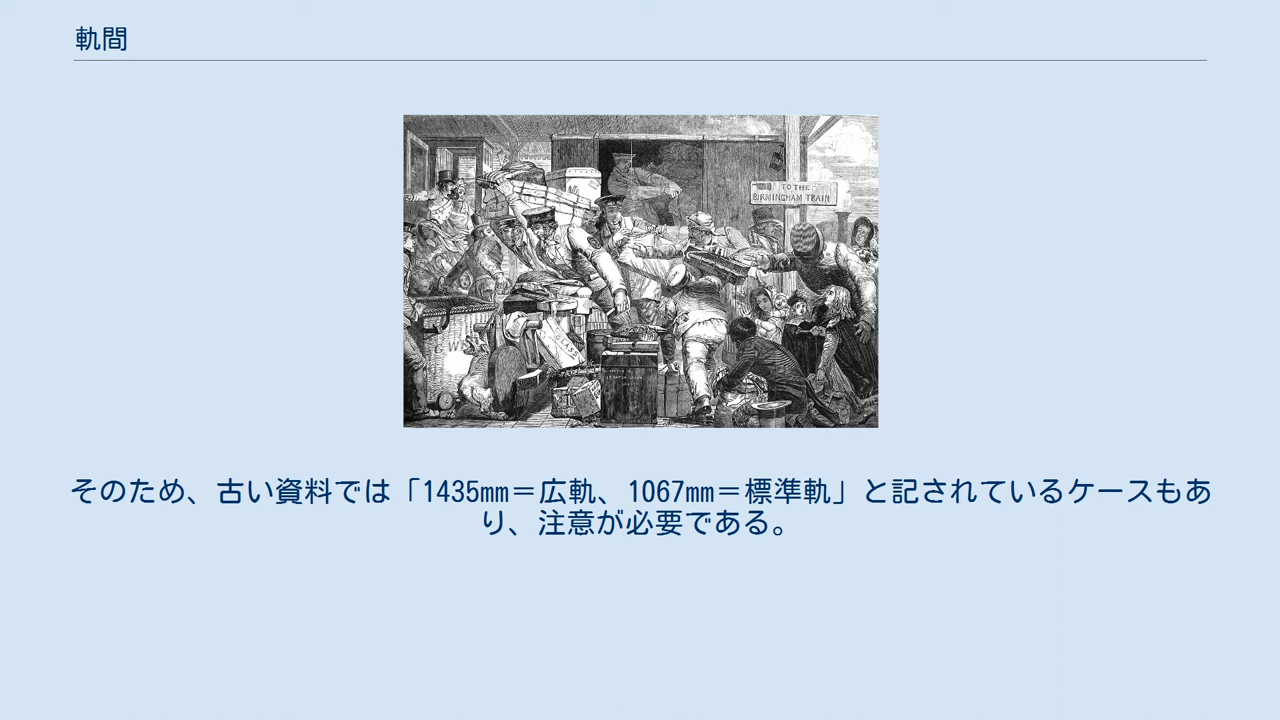 軌間
TO THE
BIRMINGHAM TRAIN
GLASS
そのため、古い資料では「1435mm＝広軌、1067mm＝標準軌」と記されているケースもあ
り、注意が必要である。